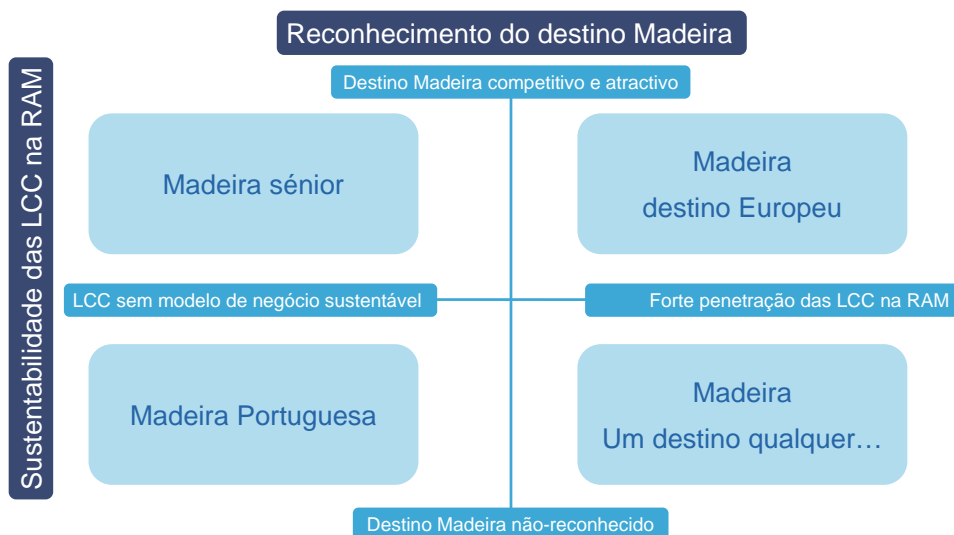 Reconhecimento do destino Madeira
Sustentabilidade das LCC na RAM
Destino Madeira competitivo e atractivo
Madeira sénior
Madeira
destino Europeu
LCC sem modelo de negócio sustentável
Forte penetração das LCC na RAM
Madeira Portuguesa
Madeira
Um destino qualquer…
Destino Madeira não-reconhecido